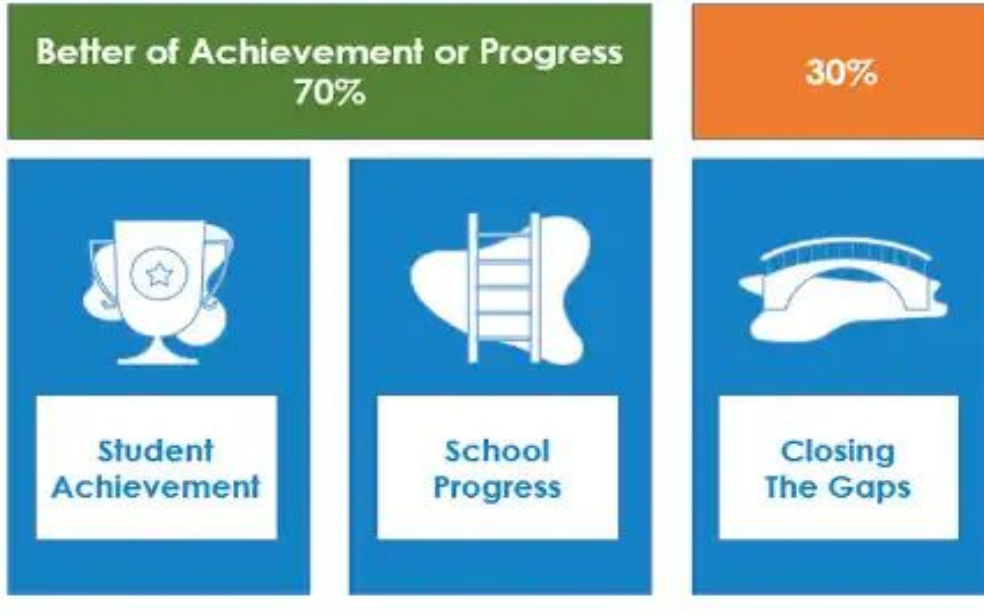 Better of Achievement or Progress
70%
30%
Student
Achievement
School
Progress
Closing
The Gaps